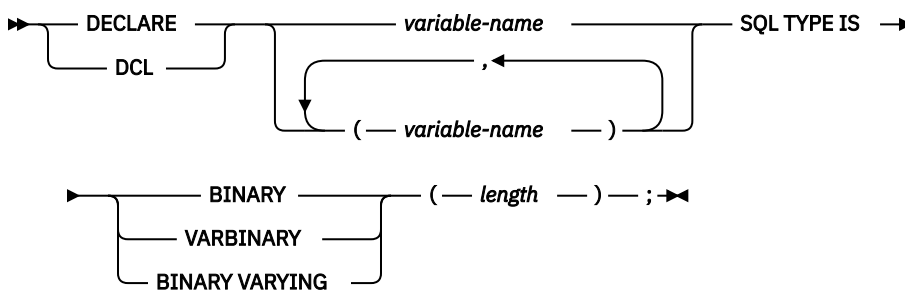 DECLARE variable-name SQL TYPE IS
DCL
,
( variable-name )
BINARY ( length ) ;
VARBINARY
BINARY VARYING